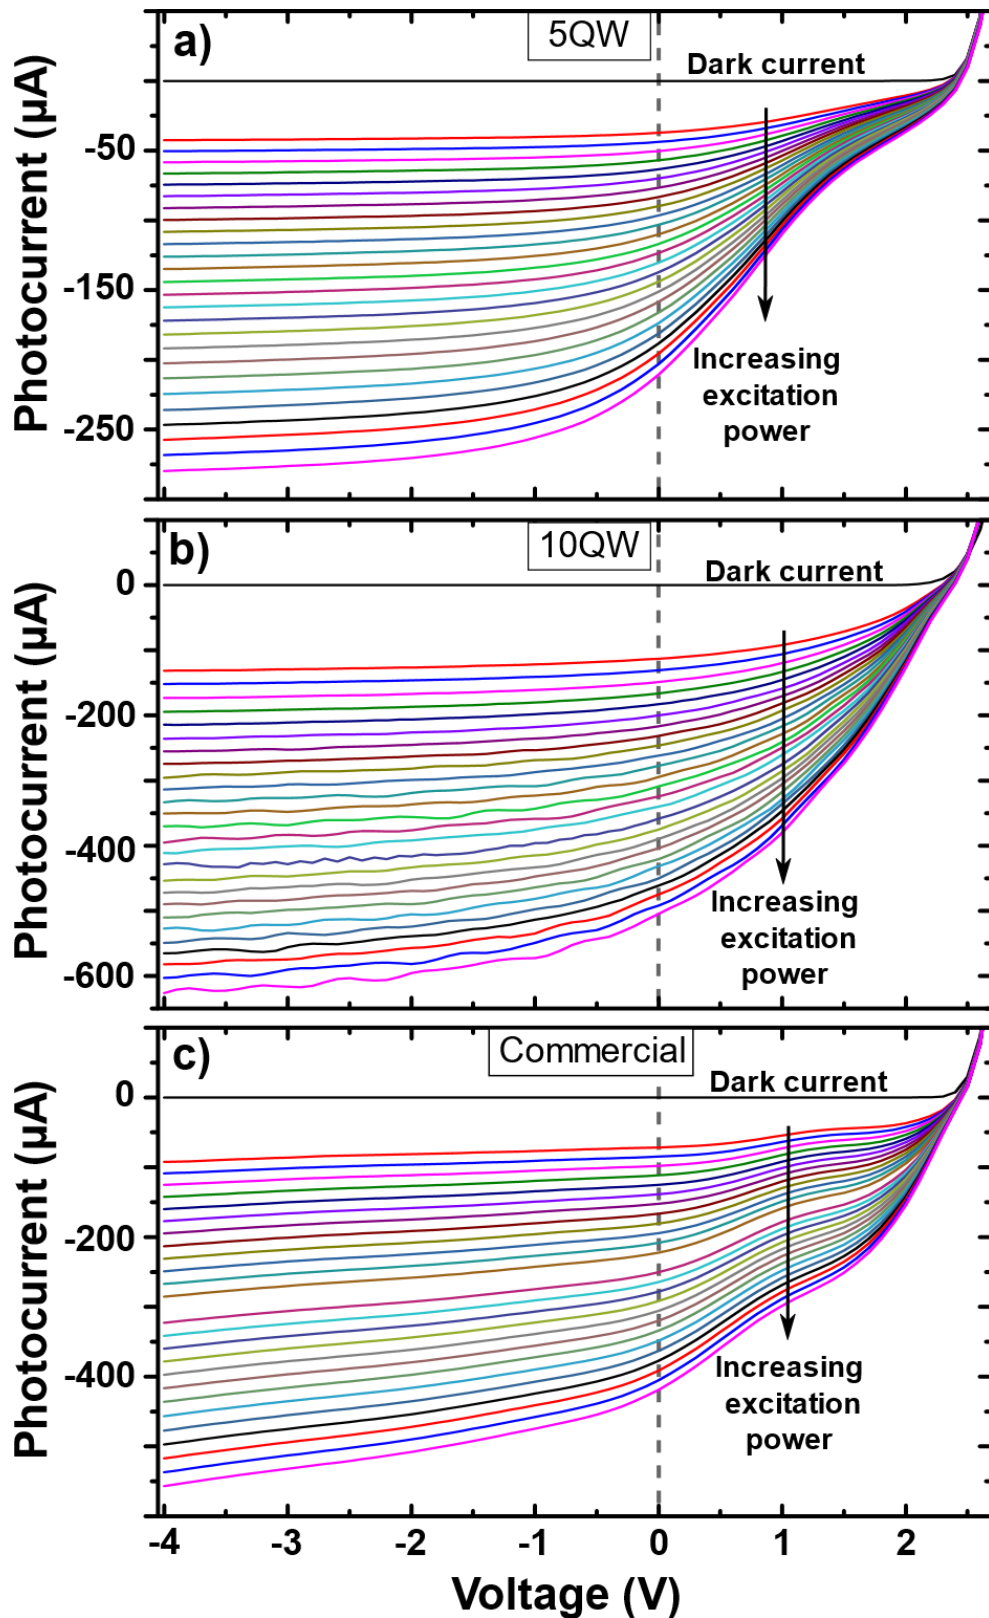 a)
5QW
Dark current
-50
-150
-250
Photocurrent (µA)
Increasing
excitation
power
b)
10QW
Dark current
0
-200
-400
-600
Photocurrent (µA)
Increasing
excitation
power
c)
Commercial
Dark current
0
-200
-400
Photocurrent (µA)
Increasing
excitation
power
-4 -3 -2 -1 0 1 2
Voltage (V)